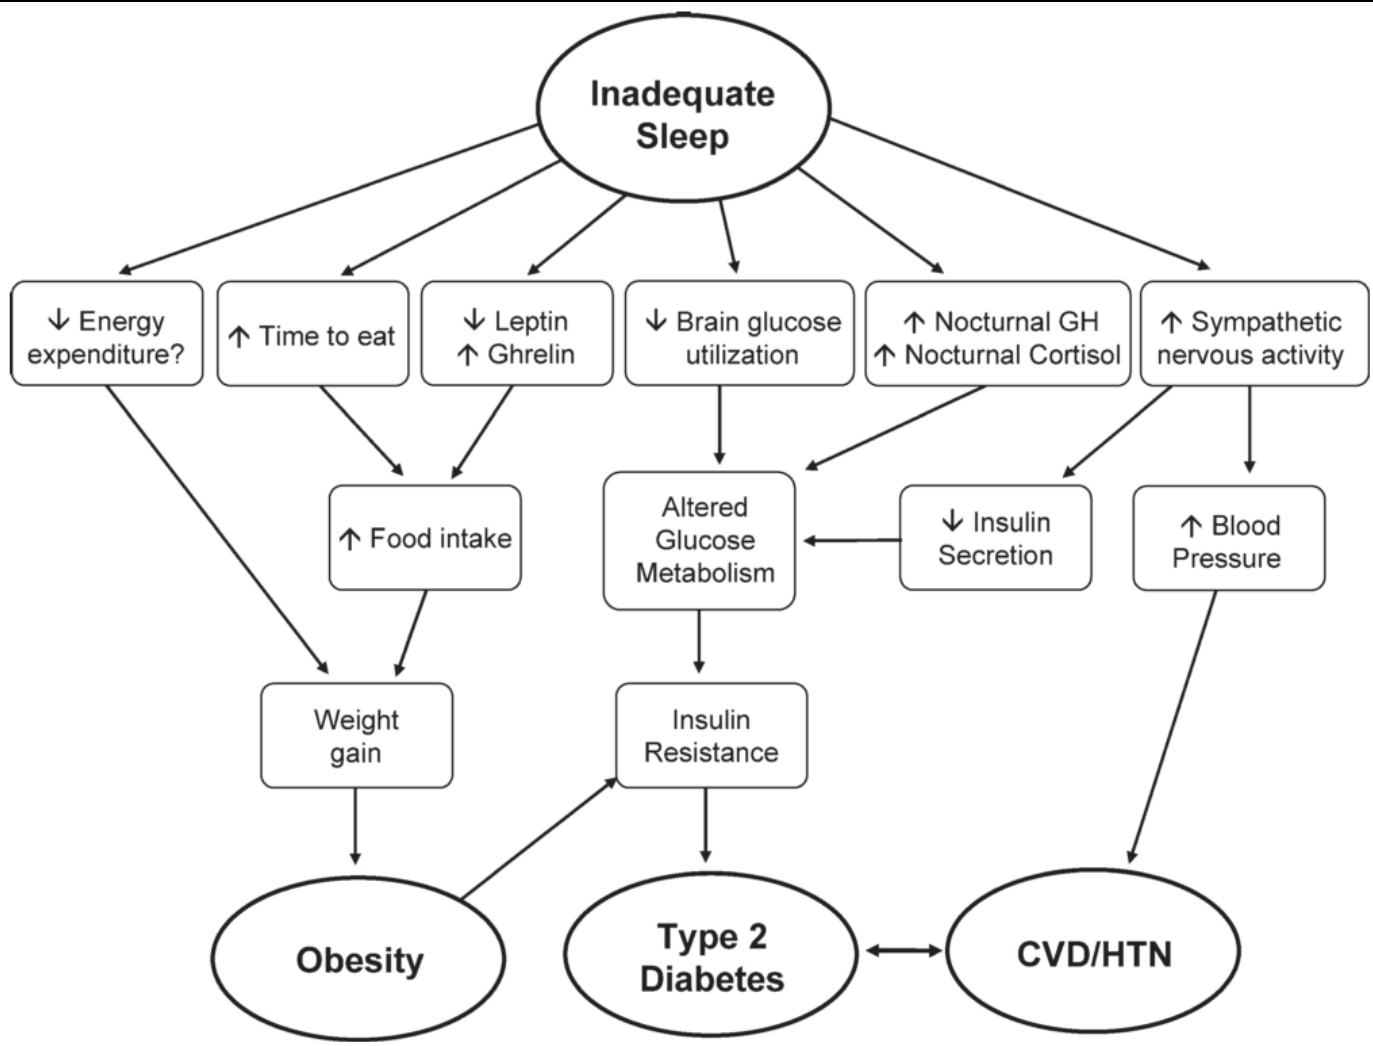 Inadequate
Sleep
↓ Energy
expenditure?
↑ Time to eat
↓ Leptin
↑ Ghrelin
↓ Brain glucose
utilization
↑ Nocturnal GH
↑ Nocturnal Cortisol
↑ Sympathetic
nervous activity
↑ Food intake
Altered
Glucose
Metabolism
↓ Insulin
Secretion
↑ Blood
Pressure
Weight
gain
Insulin
Resistance
Obesity
Type 2
Diabetes
CVD/HTN